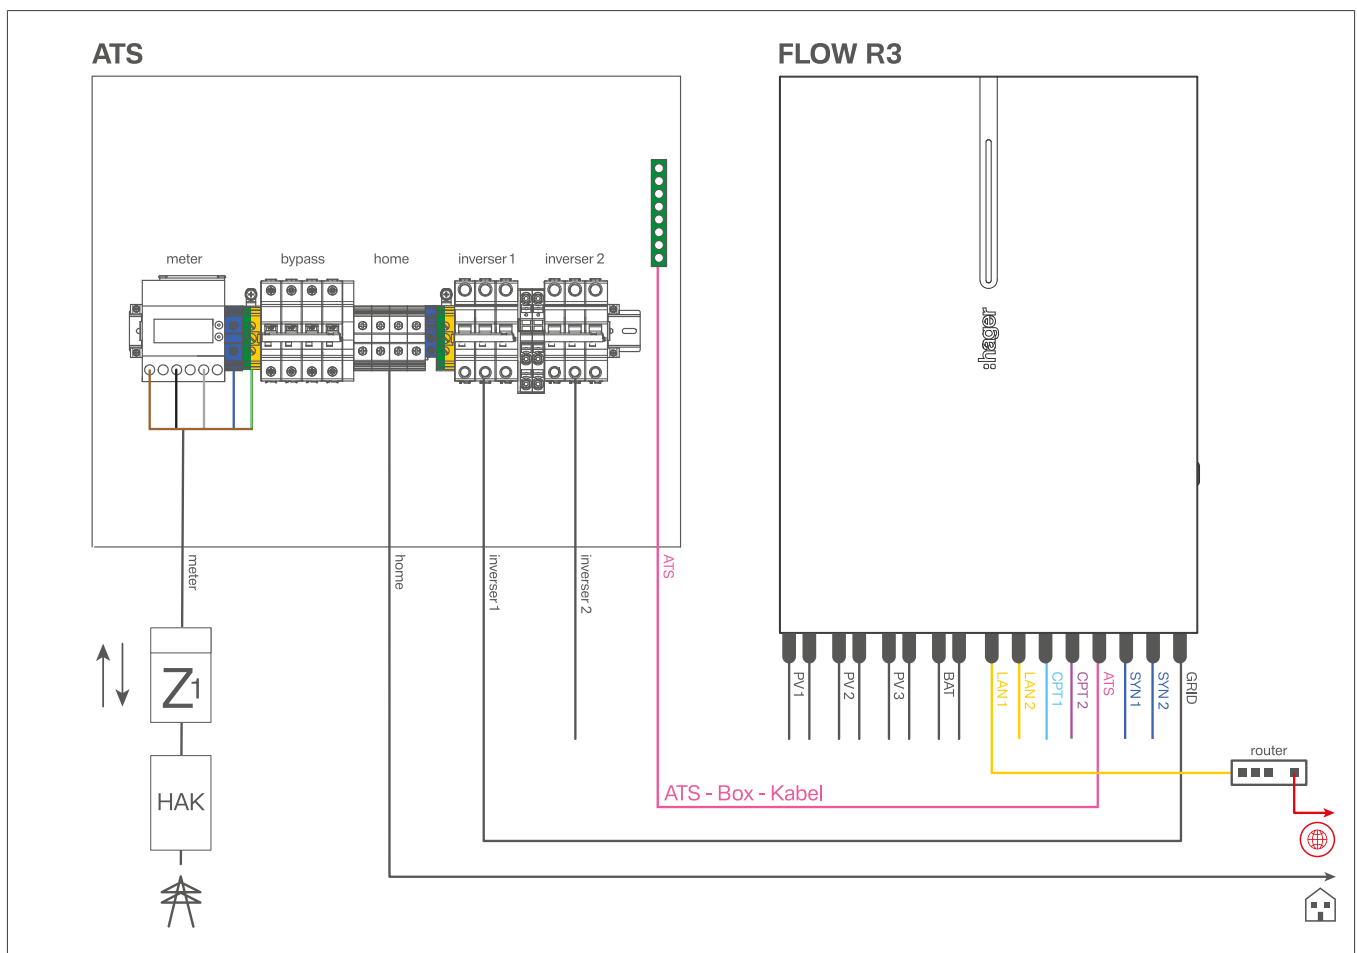 ATS
FLOW R3
meter
bypass
home
inverser 1
inverser 2
:hager
meter
home
inverser 1
inverser 2
ATS
Z1
HAK
PV 1
PV 2
PV 3
BAT
LAN 1
LAN 2
CPT 1
CPT 2
ATS
SYN 1
SYN 2
GRID
router
ATS - Box - Kabel